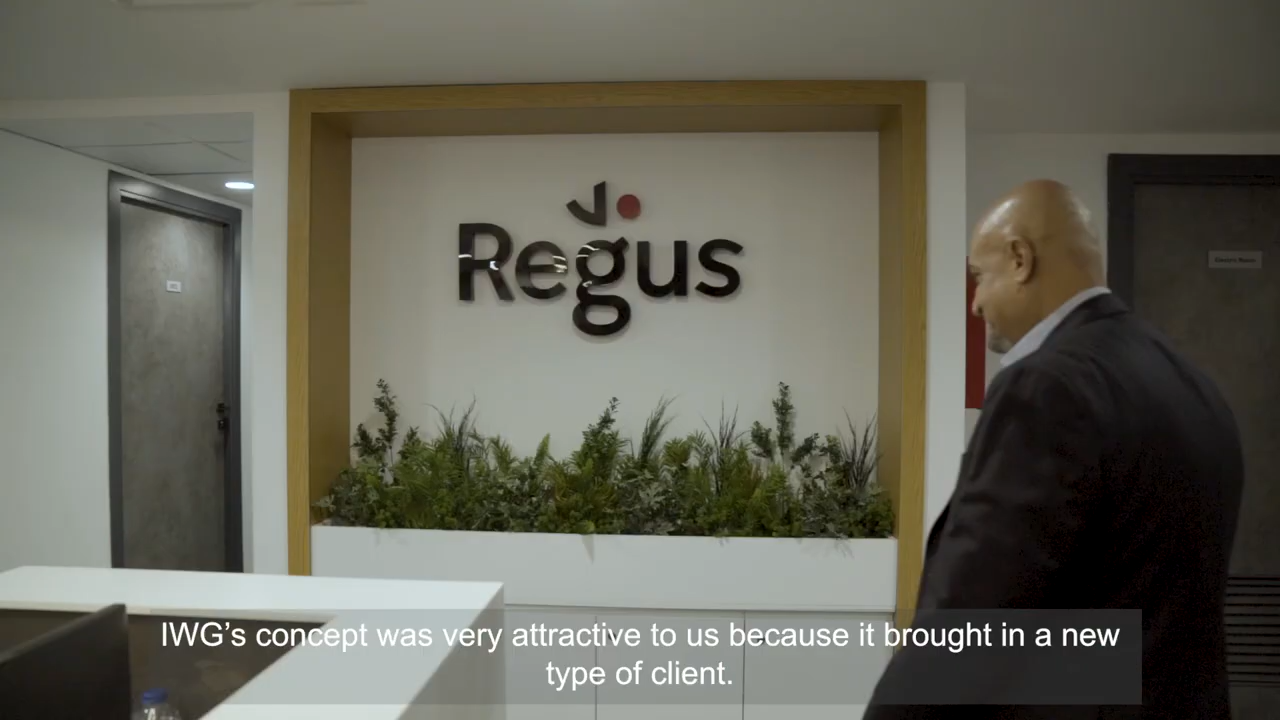 Regus
IWG’s concept was very attractive to us because it brought in a new
type of client.